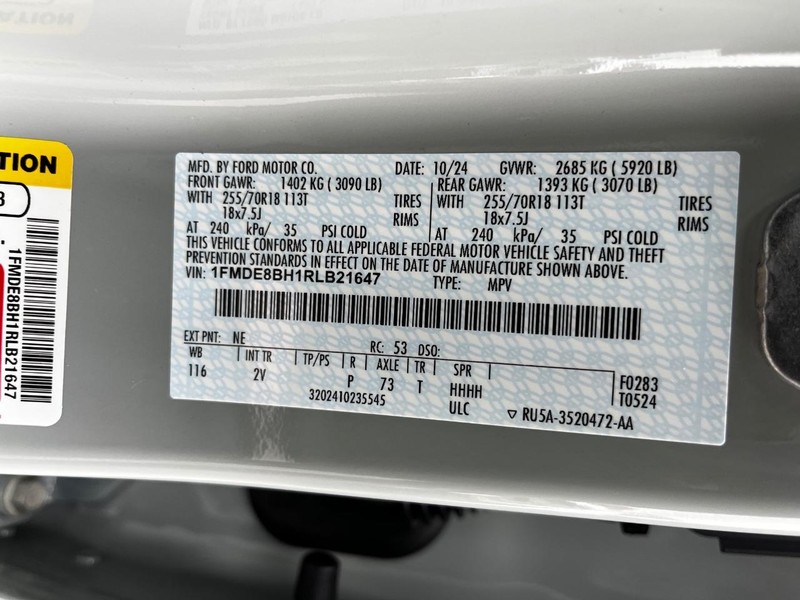 TION
1FMDE8BH1RLB21647
MFD. BY FORD MOTOR CO. DATE: 10/24 GVWR: 2685 KG ( 5920 LB)
FRONT GAWR: 1402 KG ( 3090 LB) REAR GAWR: 1393 KG ( 3070 LB)
WITH 255/70R18 113T TIRES WITH 255/70R18 113T TIRES
18x7.5J RIMS 18x7.5J RIMS
AT 240 kPa/ 35 PSI COLD AT 240 kPa/ 35 PSI COLD
THIS VEHICLE CONFORMS TO ALL APPLICABLE FEDERAL MOTOR VEHICLE SAFETY AND THEFT
PREVENTION STANDARDS IN EFFECT ON THE DATE OF MANUFACTURE SHOWN ABOVE.
VIN: 1FMDE8BH1RLB21647 TYPE: MPV
EXT PNT: NE RC: 53 DSO:
WB INT TR TP/PS R AXLE TR SPR
116 2V P 73 T HHHH F0283
3202410235545 ULC T0524
RU5A-3520472-AA